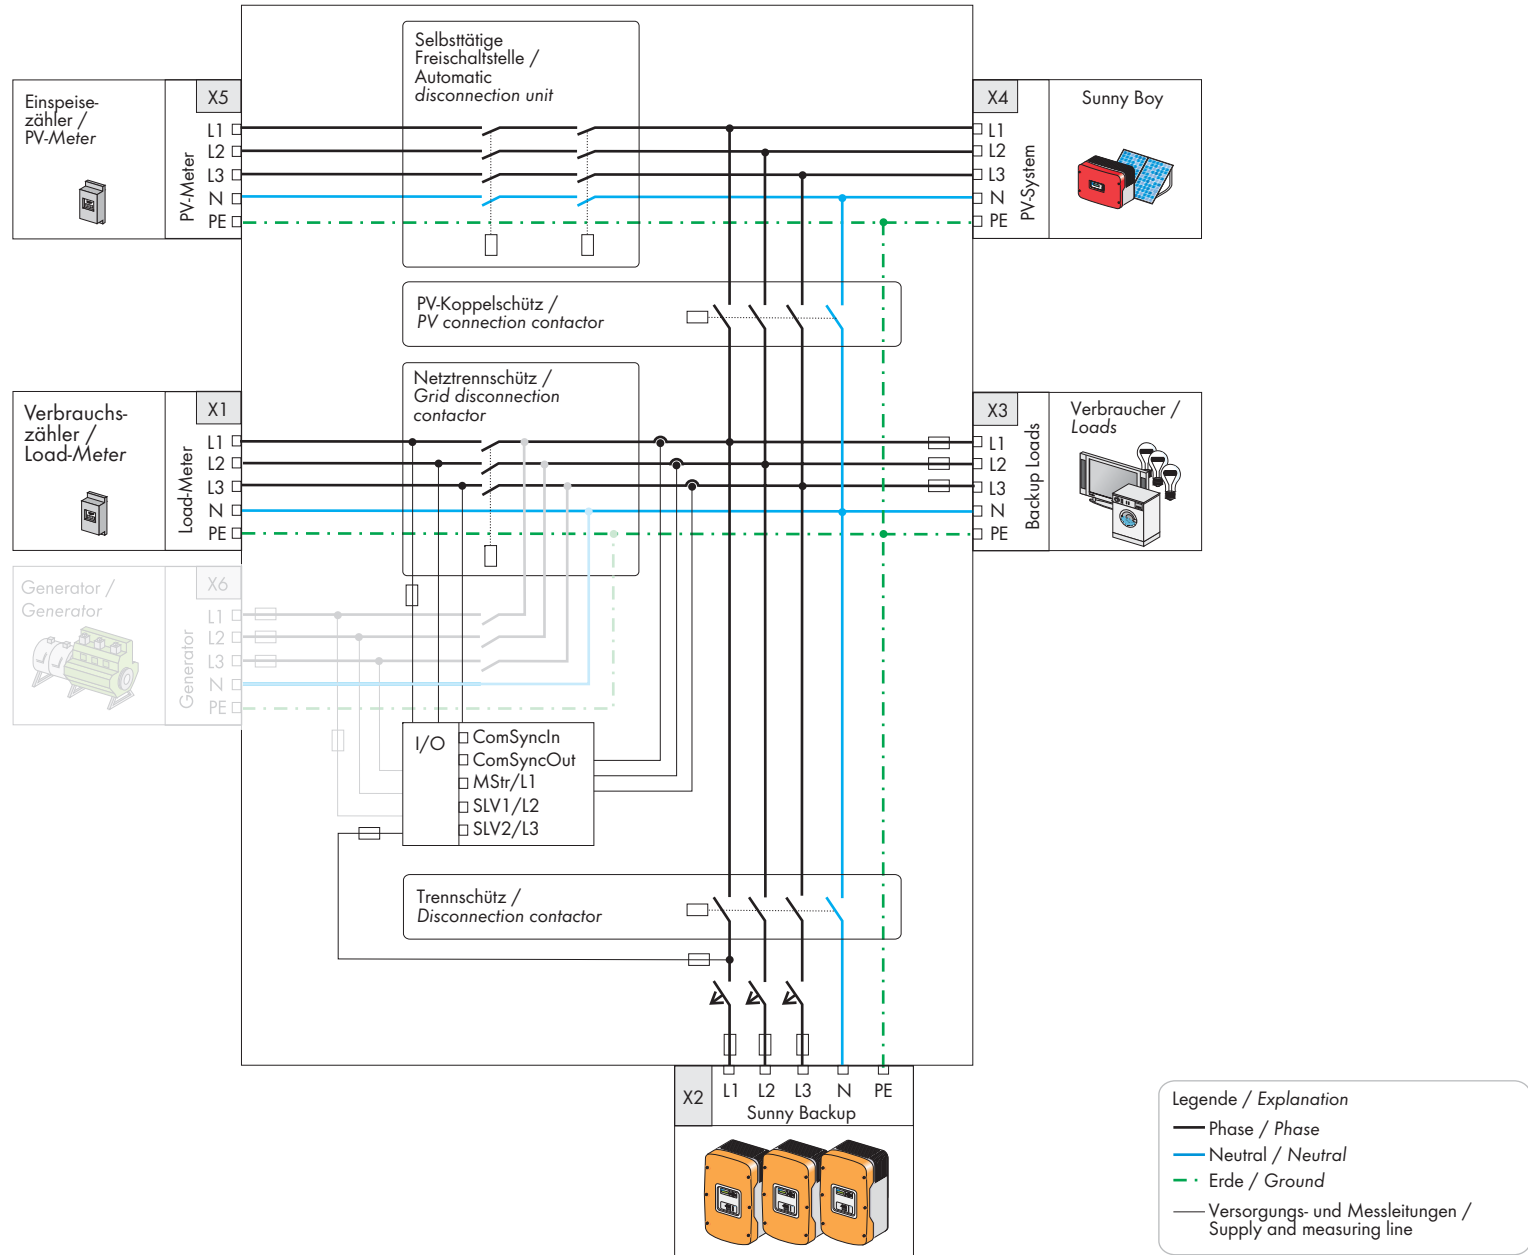 Selbsttätige
Freischaltstelle /
Automatic
disconnection unit
Einspeise-
zähler /
PV-Meter
X5
PV-Meter
L1
L2
L3
N
PE
X4
L1
L2
L3
N
PE
PV-System
Sunny Boy
PV-Koppelschütz /
PV connection contactor
Netztrennschütz /
Grid disconnection
contactor
Verbrauchs-
zähler /
Load-Meter
X1
Load-Meter
L1
L2
L3
N
PE
X3
L1
L2
L3
N
PE
Backup Loads
Verbraucher /
Loads
Generator /
Generator
X6
Generator
L1
L2
L3
N
PE
I/O
ComSyncIn
ComSyncOut
MStr/L1
SLV1/L2
SLV2/L3
Trennschütz /
Disconnection contactor
X2
L1 L2 L3 N PE
Sunny Backup
Legende / Explanation
Phase / Phase
Neutral / Neutral
Erde / Ground
Versorgungs- und Messleitungen /
Supply and measuring line